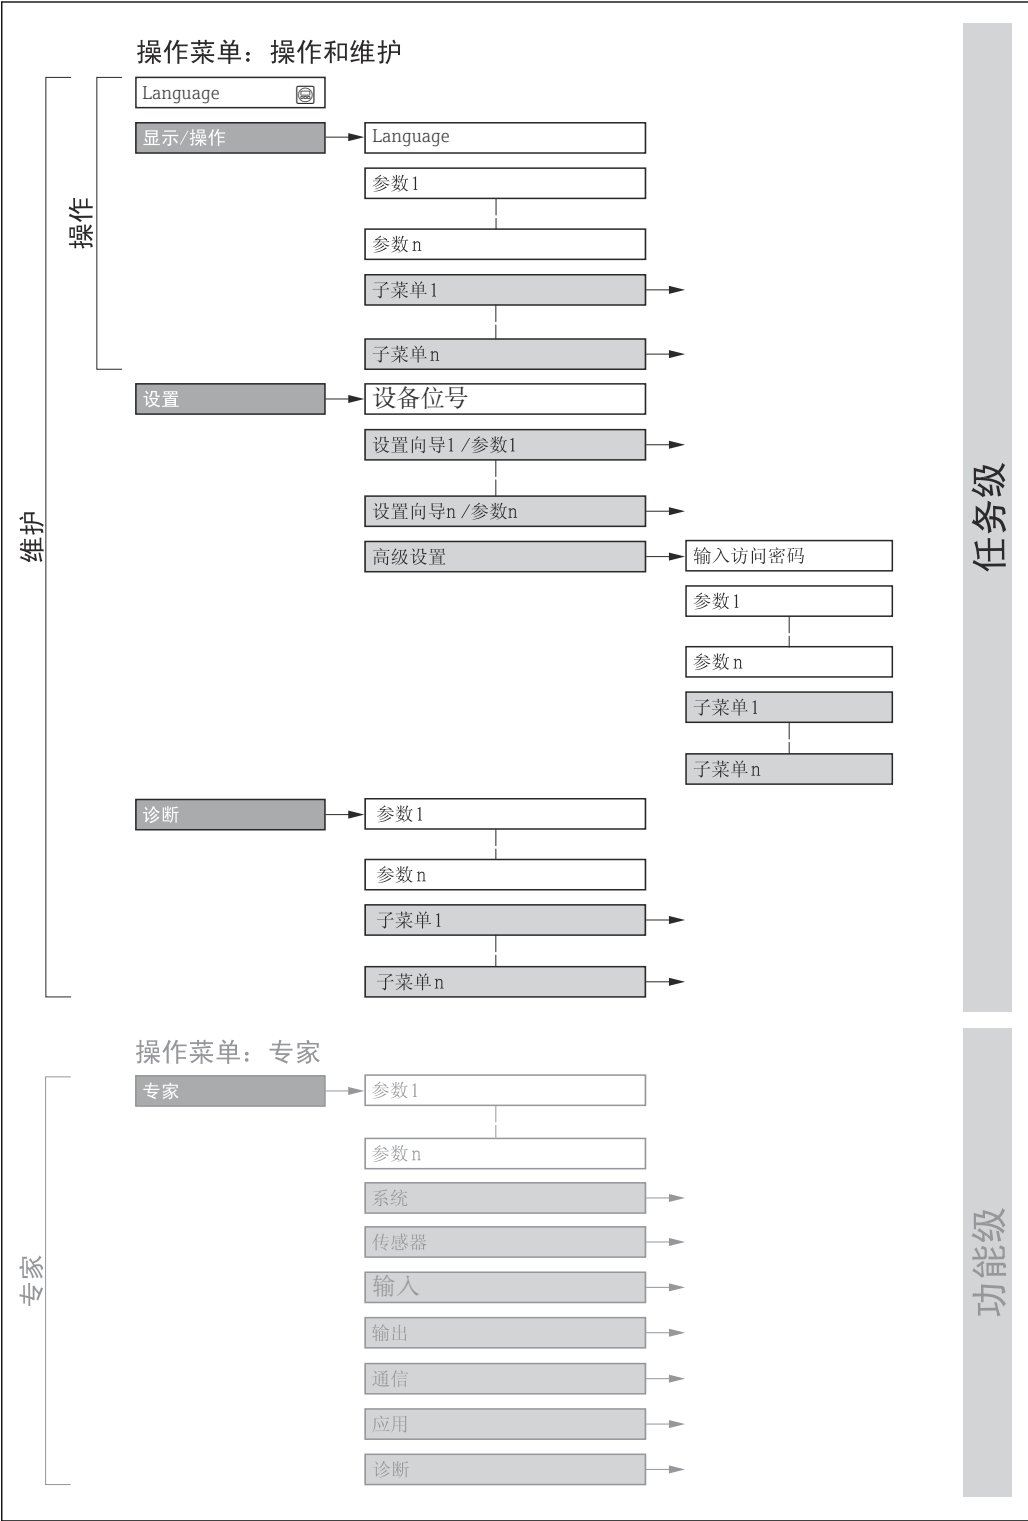 操作菜单：操作和维护
Language
显示/操作
Language
参数1
参数n
子菜单1
子菜单n
操作
设置
设备位号
设置向导1 /参数1
设置向导n /参数n
高级设置
输入访问密码
参数1
参数n
子菜单1
子菜单n
维护
任务级
诊断
参数1
参数n
子菜单1
子菜单n
操作菜单：专家
专家
参数1
参数n
系统
传感器
输入
输出
通信
应用
诊断
专家
功能级